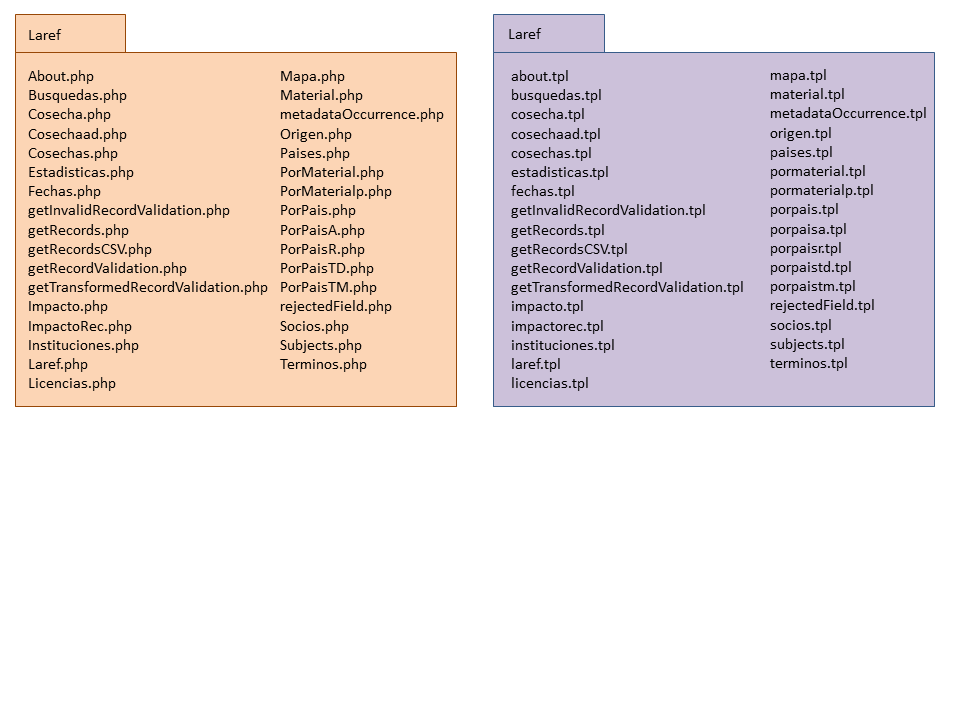 Laref
About.php
Busquedas.php
Cosecha.php
Cosechaad.php
Cosechas.php
Estadisticas.php
Fechas.php
getInvalidRecordValidation.php
getRecords.php
getRecordsCSV.php
getRecordValidation.php
getTransformedRecordValidation.php
Impacto.php
ImpactoRec.php
Instituciones.php
Laref.php
Licencias.php
Mapa.php
Material.php
metadataOccurrence.php
Origen.php
Paises.php
PorMaterial.php
PorMaterialp.php
PorPais.php
PorPaisA.php
PorPaisR.php
PorPaisTD.php
PorPaisTM.php
rejectedField.php
Socios.php
Subjects.php
Terminos.php
Laref
about.tpl
busquedas.tpl
cosecha.tpl
cosechaad.tpl
cosechas.tpl
estadisticas.tpl
fechas.tpl
getInvalidRecordValidation.tpl
getRecords.tpl
getRecordsCSV.tpl
getRecordValidation.tpl
getTransformedRecordValidation.tpl
impacto.tpl
impactorec.tpl
instituciones.tpl
laref.tpl
licencias.tpl
mapa.tpl
material.tpl
metadataOccurrence.tpl
origen.tpl
paises.tpl
pormaterial.tpl
pormaterialp.tpl
porpais.tpl
porpaisa.tpl
porpaisr.tpl
porpaistd.tpl
porpaistm.tpl
rejectedField.tpl
socios.tpl
subjects.tpl
terminos.tpl